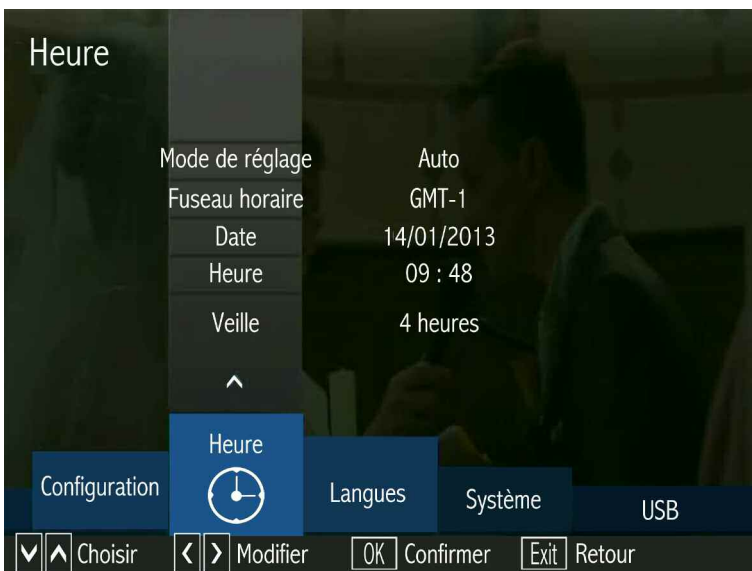 Heure
Mode de réglage Auto
Fuseau horaire GMT-1
Date 14/01/2013
Heure 09 : 48
Veille 4 heures
Heure
Configuration Langues Système USB
Choisir Modifier OK Confirmer Exit Retour